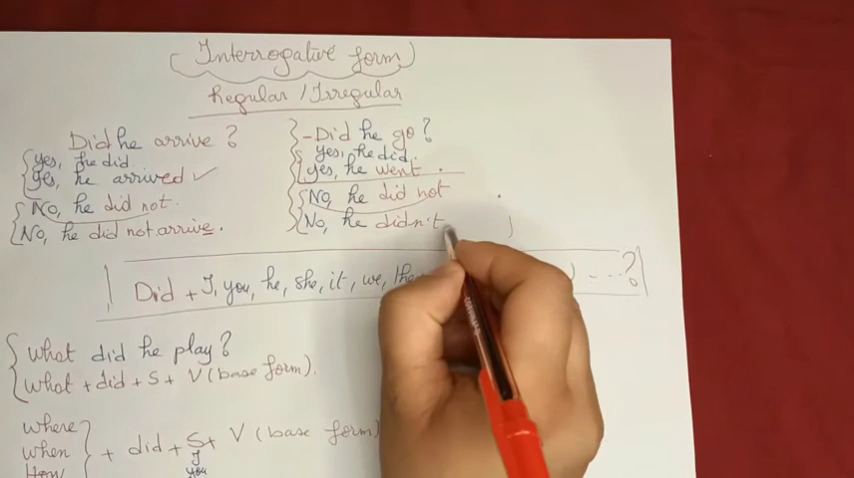 (Interrogative form)
Regular / Irregular
Did he arrive ?
yes, he did.
yes, he arrived ✓
No, he did not.
No, he did not arrive.
- Did he go ?
yes, he did.
yes, he went.
No, he did not
No, he didn't
Did + I, you, he, she, it, we, ) - ... ?
what did he play ?
what + did + S + V (base form).
where
when
How
+ did + S + V (base form)
I
you